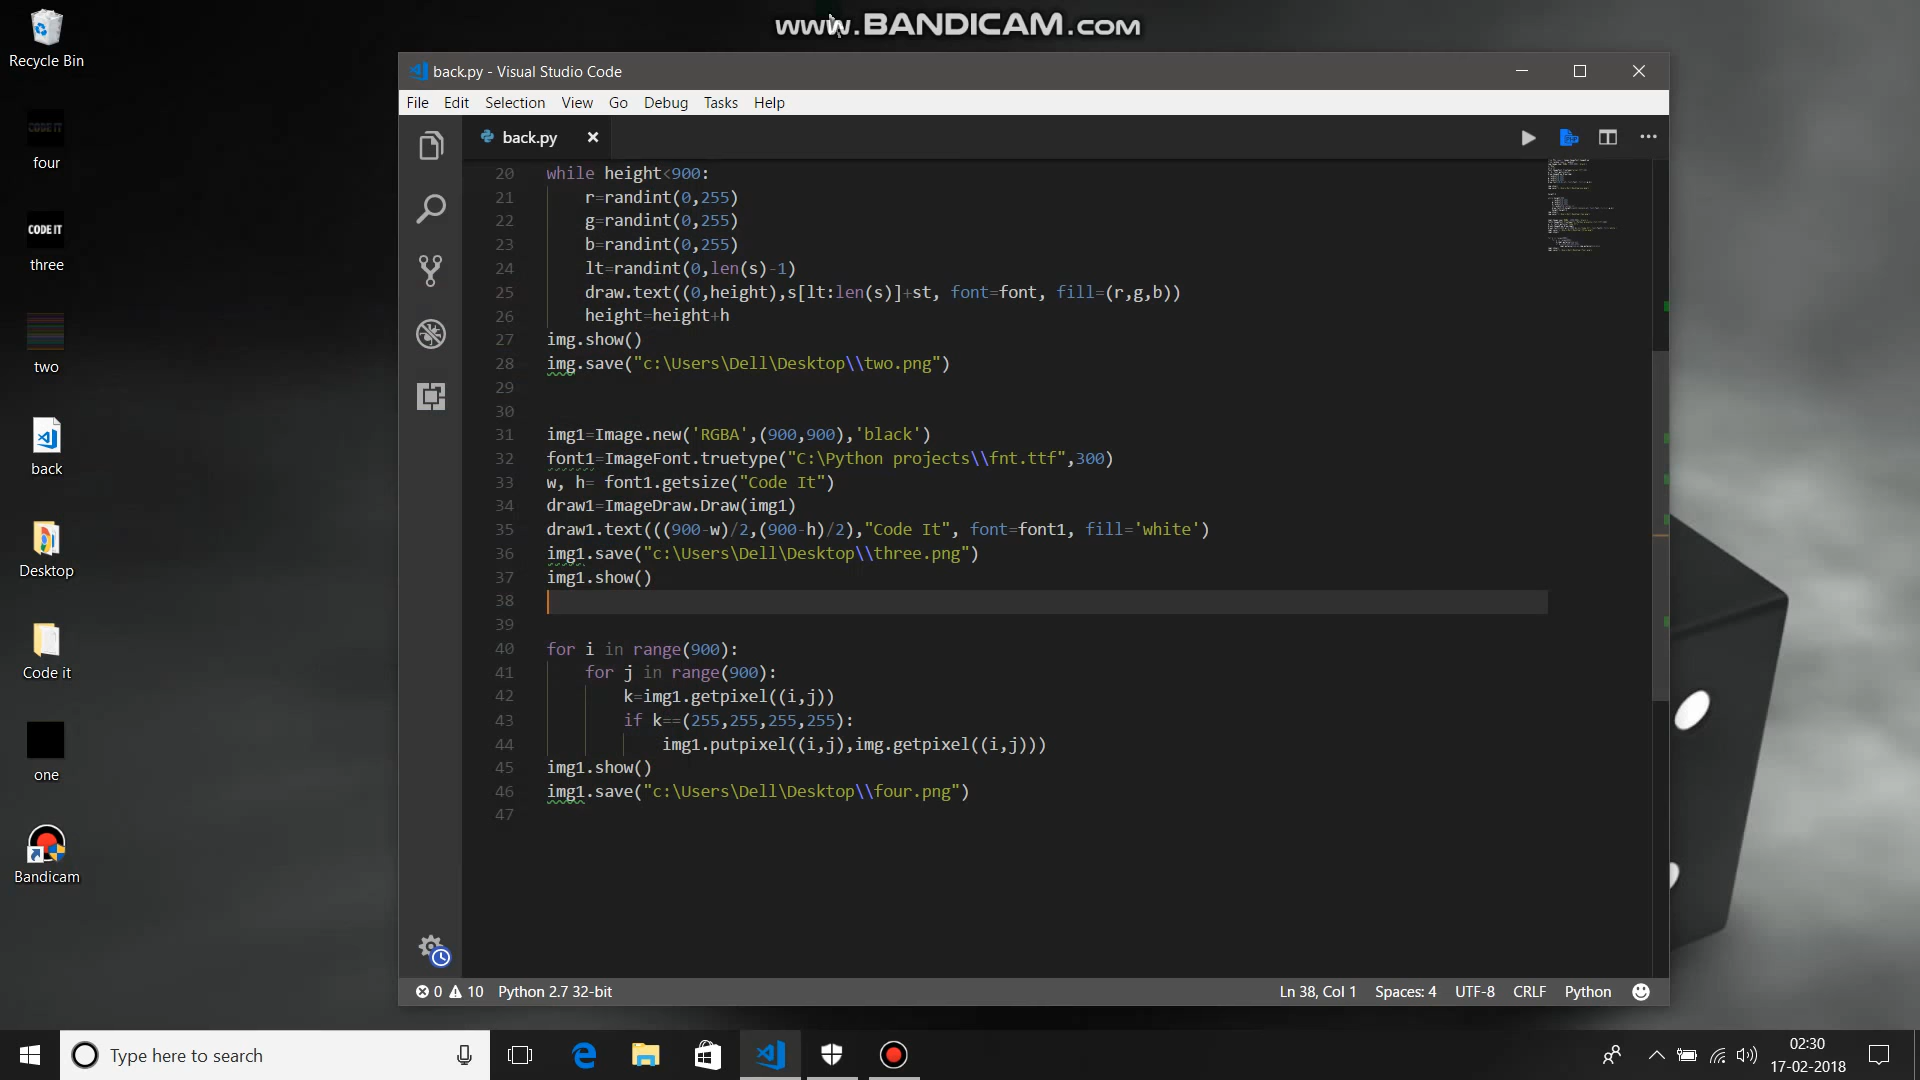 www.BANDICAM.com
Recycle Bin
CODE IT
four
CODE IT
three
two
back
Desktop
Code it
one
Bandicam
back.py - Visual Studio Code
File Edit Selection View Go Debug Tasks Help
back.py
20 while height<900:
21 r=randint(0,255)
22 g=randint(0,255)
23 b=randint(0,255)
24 lt=randint(0,len(s)-1)
25 draw.text((0,height),s[lt:len(s)]+st, font=font, fill=(r,g,b))
26 height=height+h
27 img.show()
28 img.save("c:\Users\Dell\Desktop\\two.png")
29
30
31 img1=Image.new('RGBA',(900,900),'black')
32 font1=ImageFont.truetype("C:\Python projects\\fnt.ttf",300)
33 w, h= font1.getsize("Code It")
34 draw1=ImageDraw.Draw(img1)
35 draw1.text(((900-w)/2,(900-h)/2),"Code It", font=font1, fill='white')
36 img1.save("c:\Users\Dell\Desktop\\three.png")
37 img1.show()
38
39
40 for i in range(900):
41 for j in range(900):
42 k=img1.getpixel((i,j))
43 if k==(255,255,255,255):
44 img1.putpixel((i,j),img.getpixel((i,j)))
45 img1.show()
46 img1.save("c:\Users\Dell\Desktop\\four.png")
47
0 10 Python 2.7 32-bit
Ln 38, Col 1 Spaces: 4 UTF-8 CRLF Python
Type here to search
02:30
17-02-2018